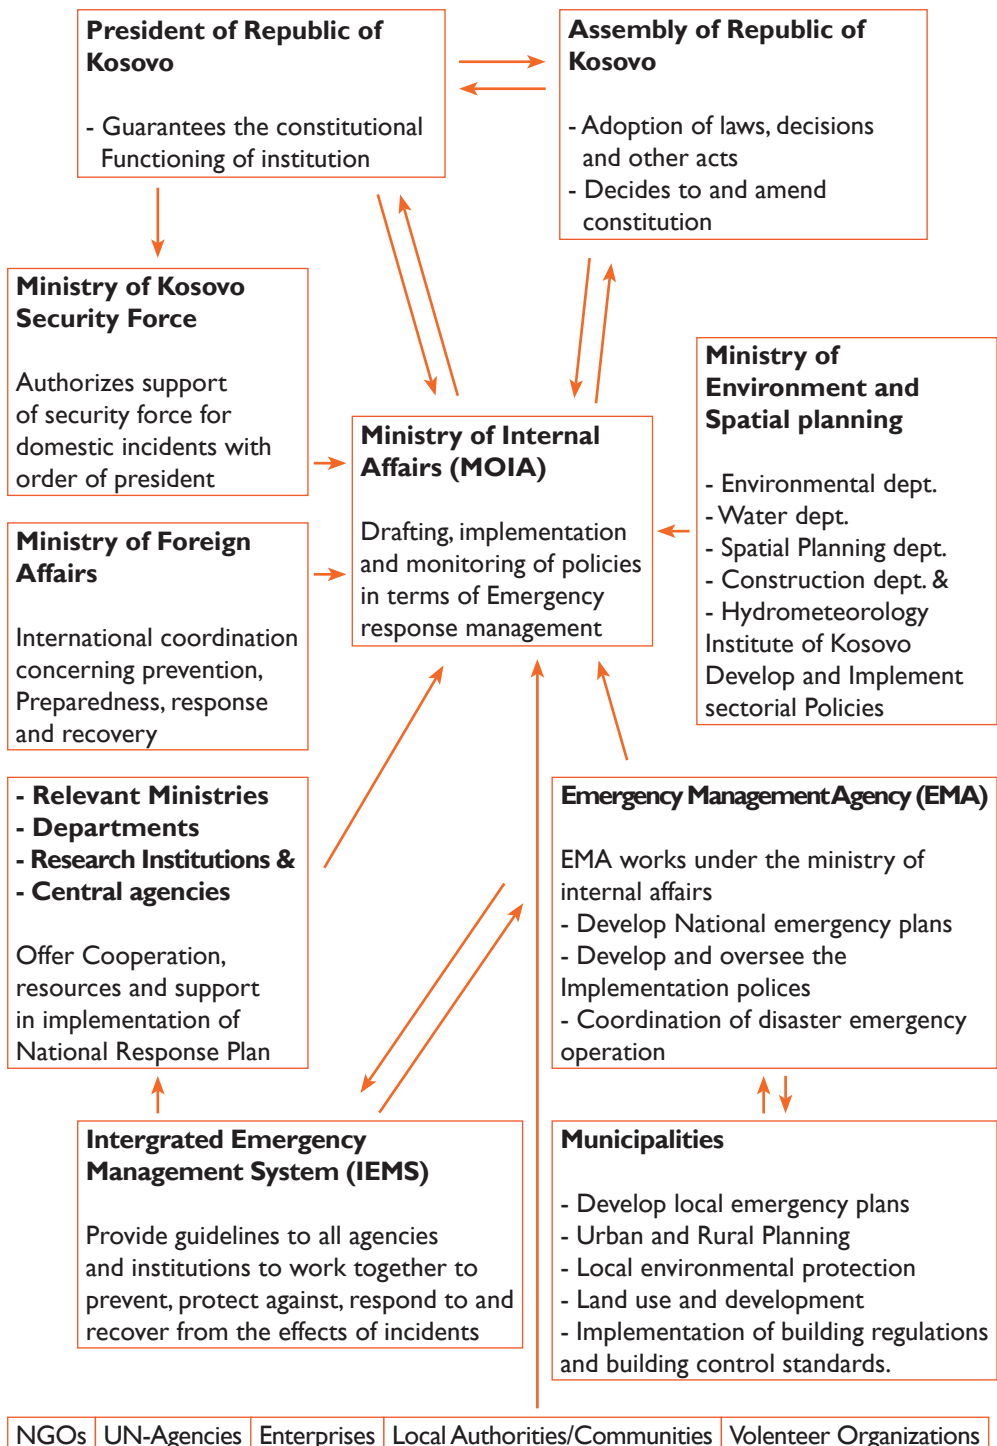 President of Republic of
Kosovo
- Guarantees the constitutional
Functioning of institution
Assembly of Republic of
Kosovo
- Adoption of laws, decisions
and other acts
- Decides to and amend
constitution
Ministry of Kosovo
Security Force
Authorizes support
of security force for
domestic incidents with
order of president
Ministry of Internal
Affairs (MOIA)
Drafting, implementation
and monitoring of policies
in terms of Emergency
response management
Ministry of
Environment and
Spatial planning
- Environmental dept.
- Water dept.
- Spatial Planning dept.
- Construction dept. &
- Hydrometeorology
Institute of Kosovo
Develop and Implement
sectorial Policies
Ministry of Foreign
Affairs
International coordination
concerning prevention,
Preparedness, response
and recovery
- Relevant Ministries
- Departments
- Research Institutions &
- Central agencies
Offer Cooperation,
resources and support
in implementation of
National Response Plan
Emergency Management Agency (EMA)
EMA works under the ministry of
internal affairs
- Develop National emergency plans
- Develop and oversee the
Implementation polices
- Coordination of disaster emergency
operation
Intergrated Emergency
Management System (IEMS)
Provide guidelines to all agencies
and institutions to work together to
prevent, protect against, respond to and
recover from the effects of incidents
Municipalities
- Develop local emergency plans
- Urban and Rural Planning
- Local environmental protection
- Land use and development
- Implementation of building regulations
and building control standards.
NGOs UN-Agencies Enterprises Local Authorities/Communities Volenteer Organizations